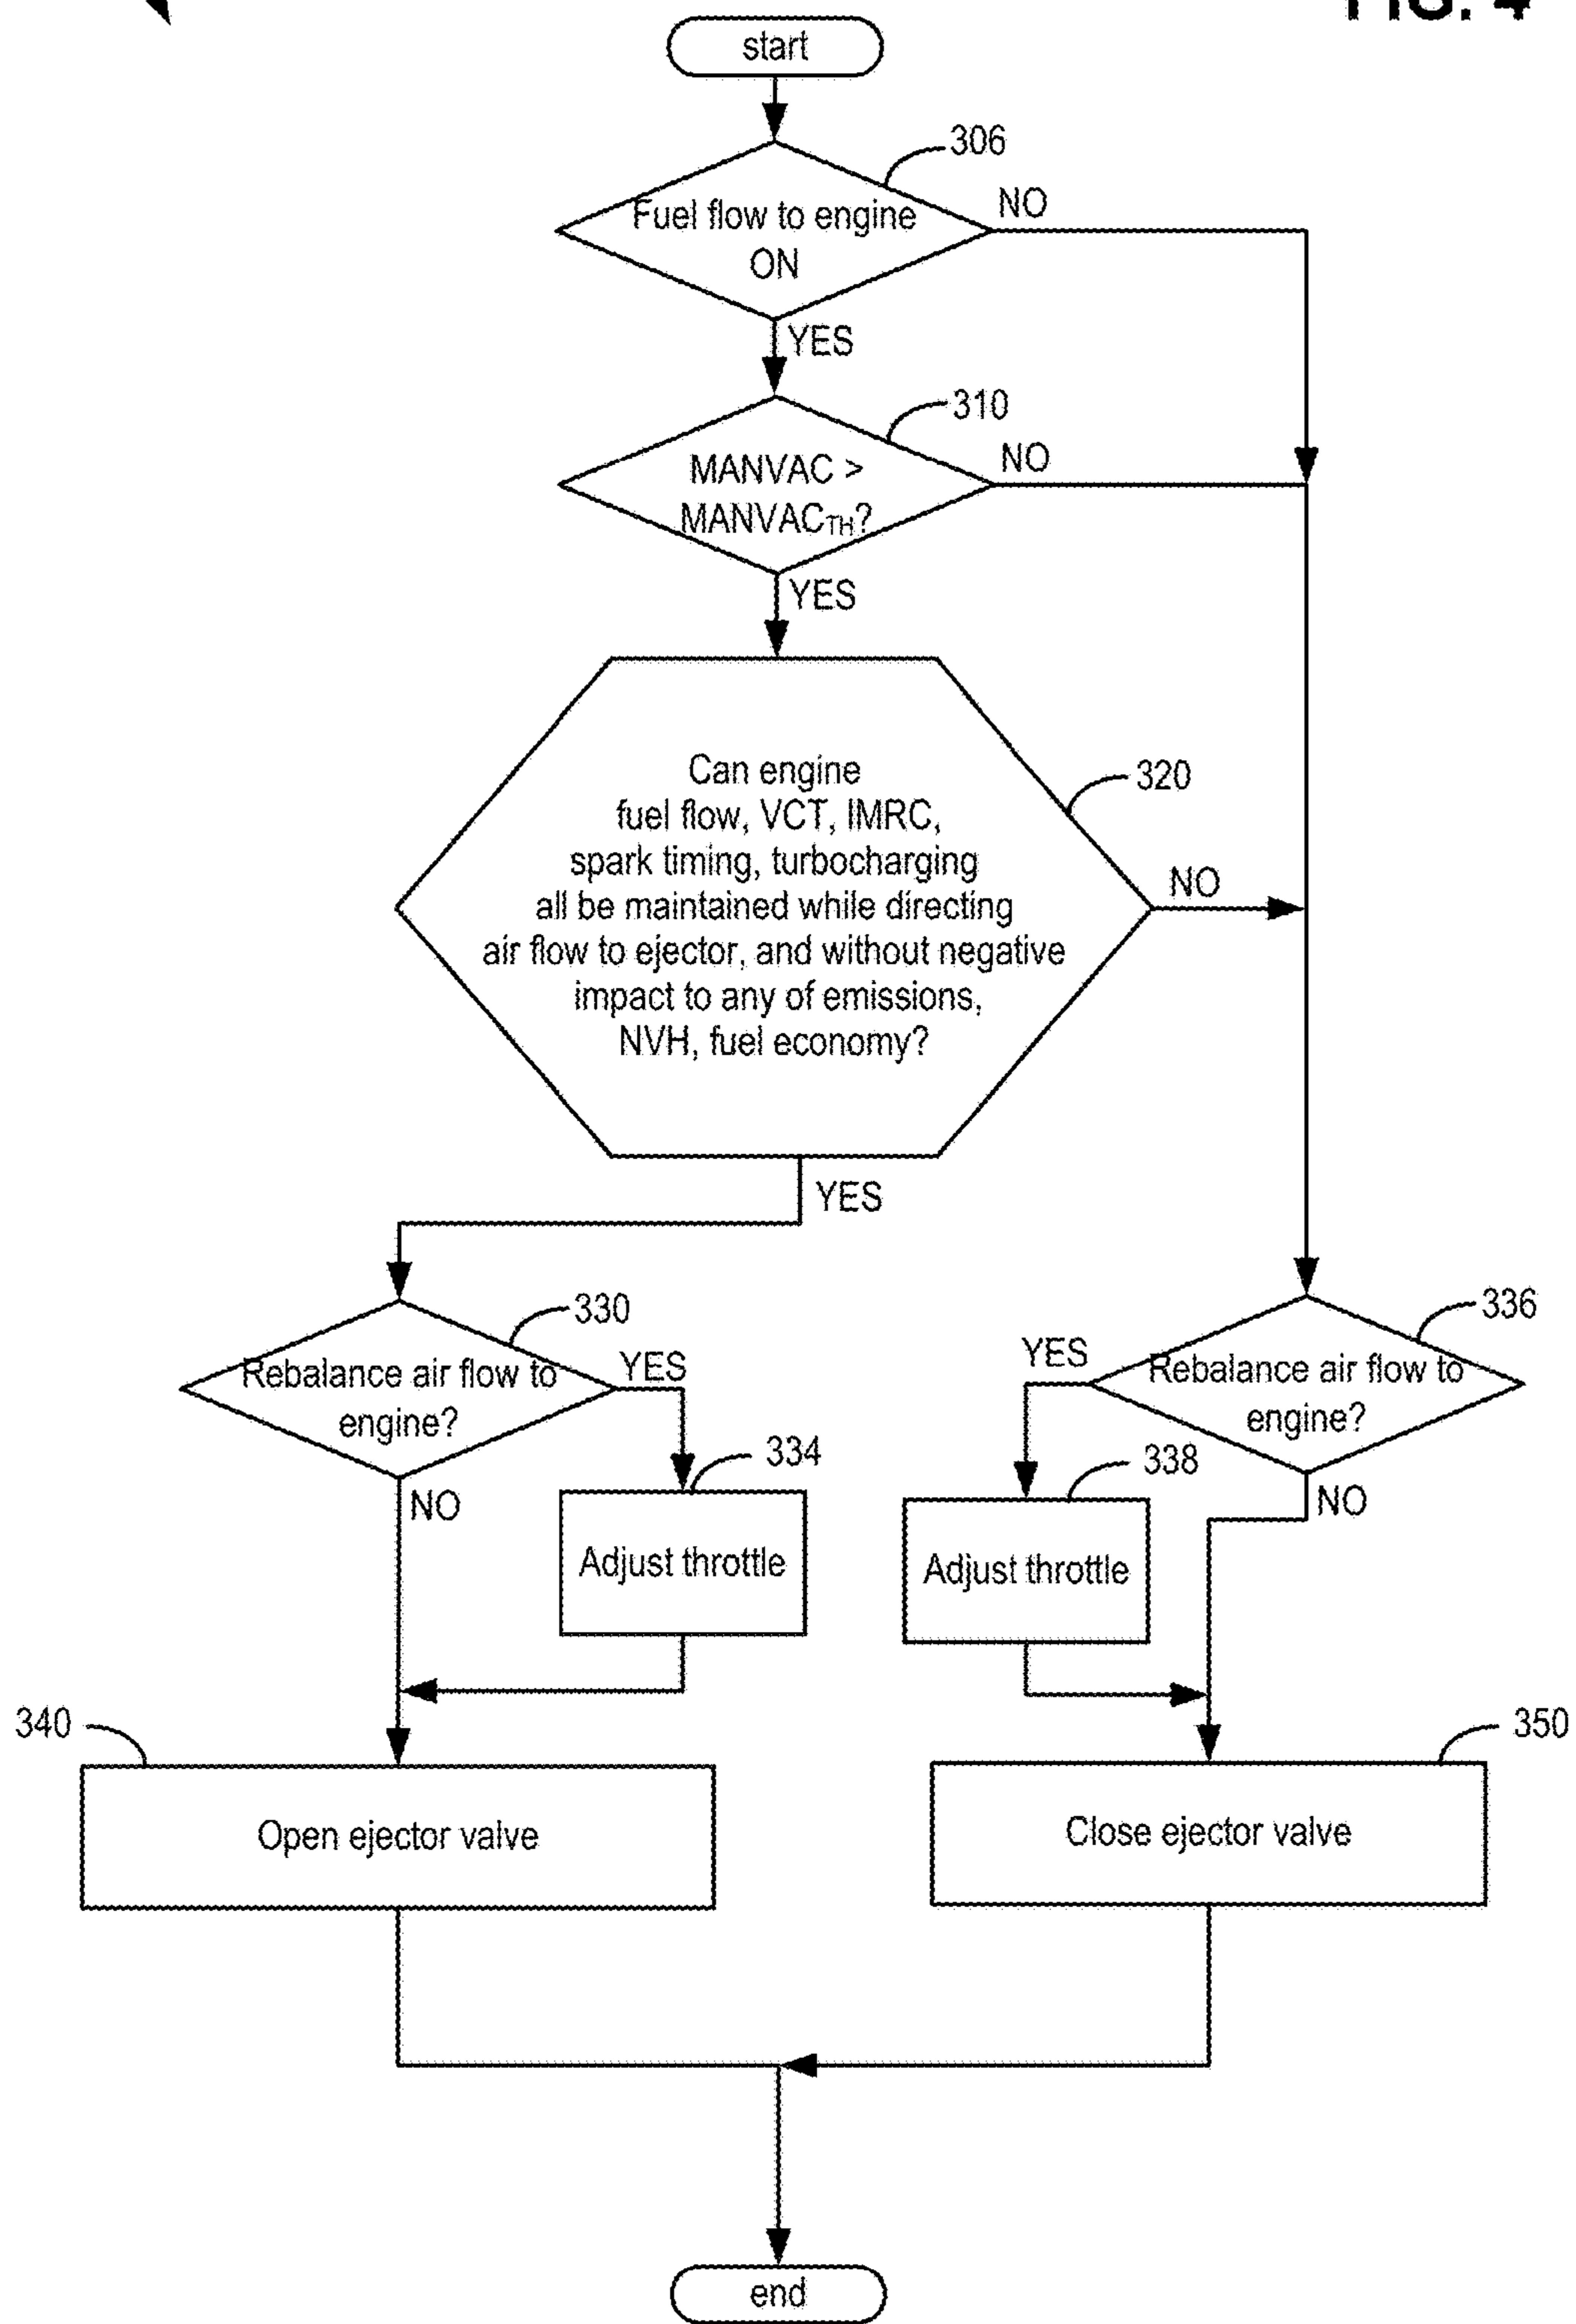 FIG. 4
start
306
Fuel flow to engine
ON
NO
YES
310
MANVAC >
MANVACTH?
NO
YES
320
Can engine
fuel flow, VCT, IMRC,
spark timing, turbocharging
all be maintained while directing
air flow to ejector, and without negative
impact to any of emissions,
NVH, fuel economy?
NO
YES
330
Rebalance air flow to
engine?
YES
NO
334
Adjust throttle
336
Rebalance air flow to
engine?
YES
NO
338
Adjust throttle
340
Open ejector valve
350
Close ejector valve
end